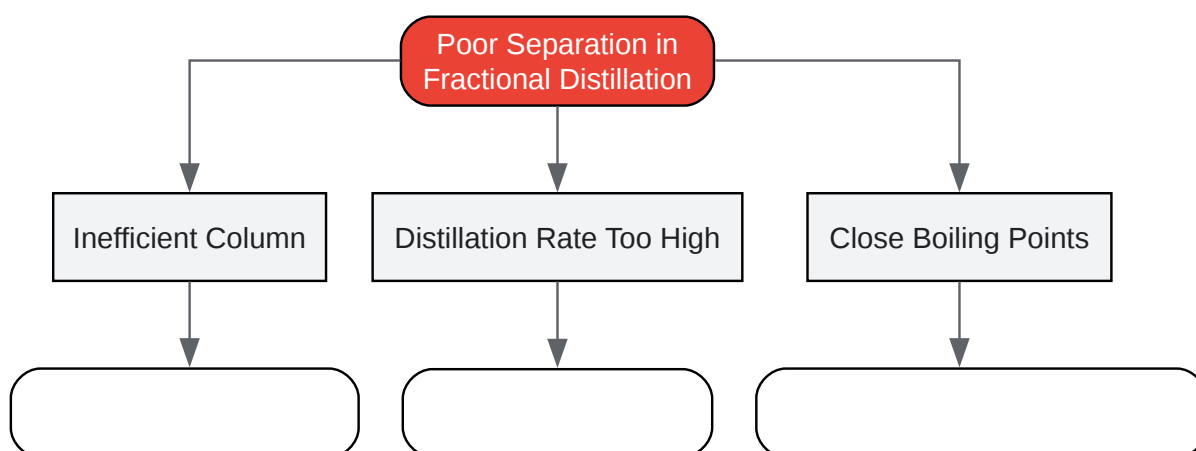 Poor Separation in
Fractional Distillation
Inefficient Column
Distillation Rate Too High
Close Boiling Points